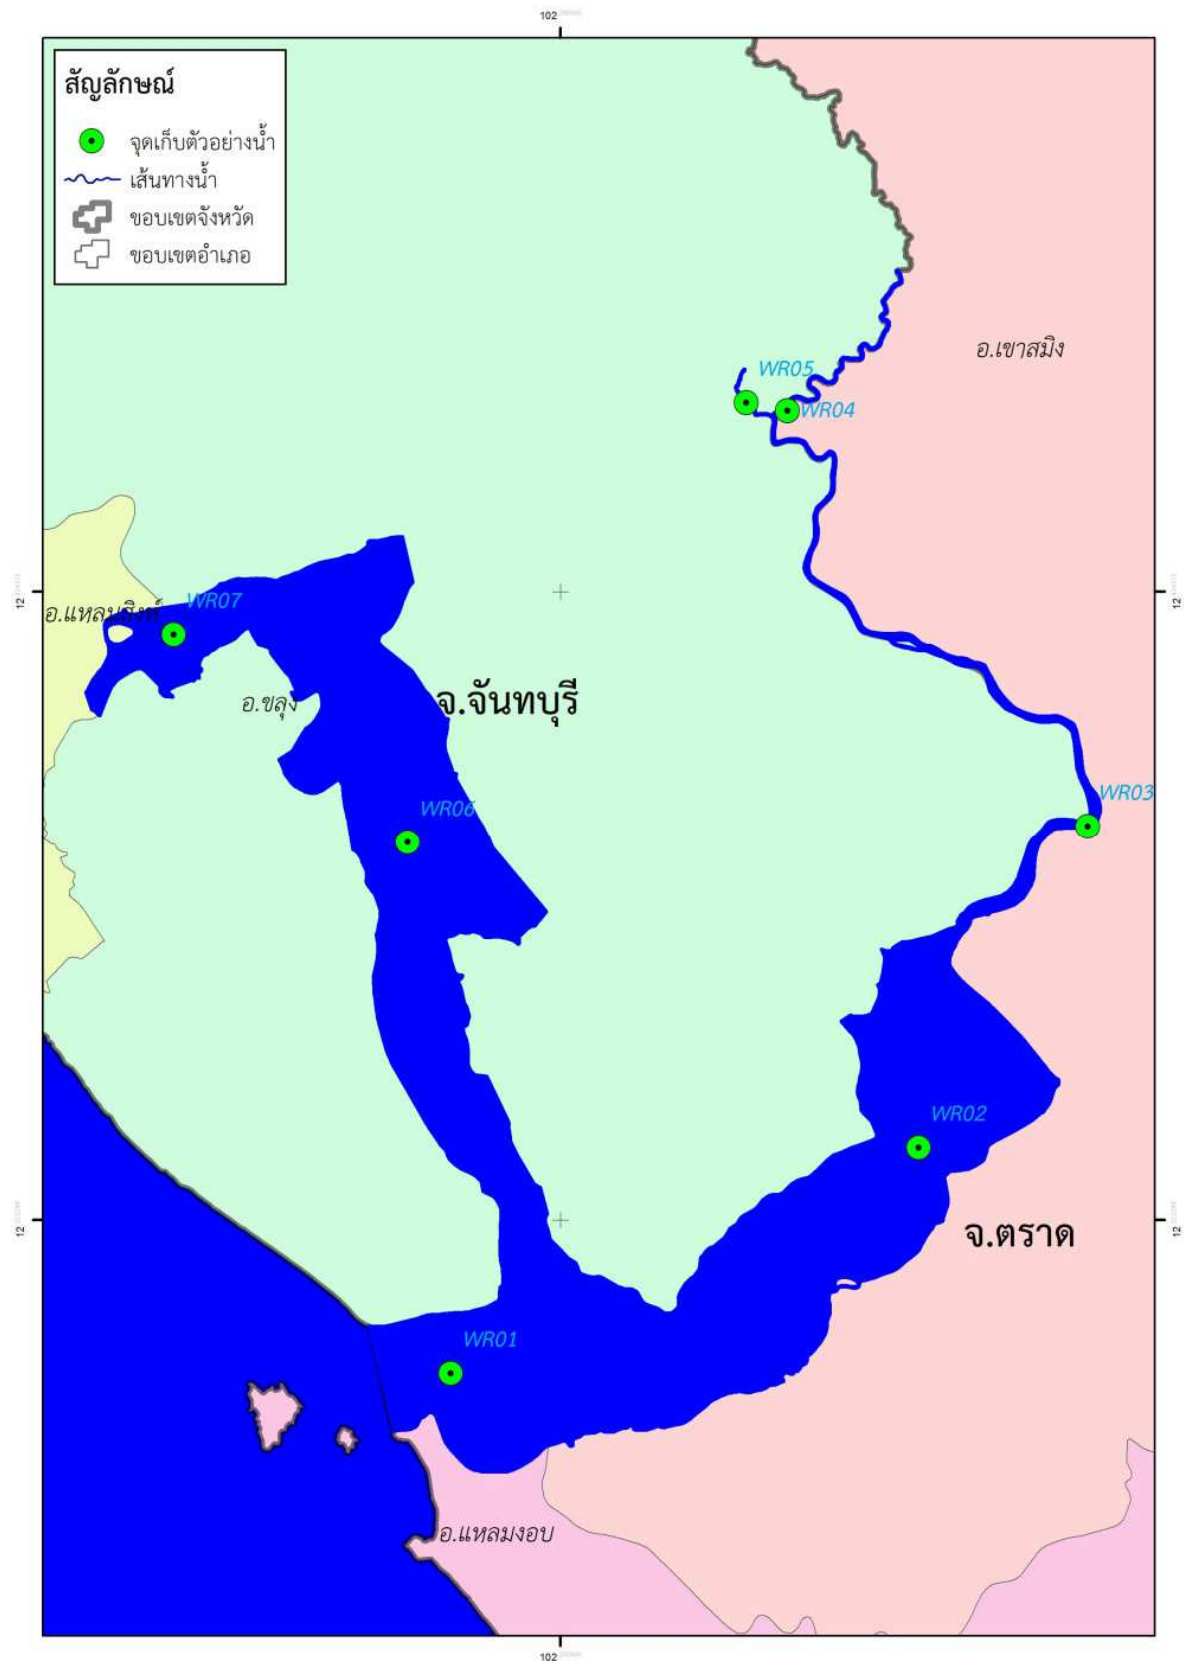 102
สัญลักษณ์
จุดเก็บตัวอย่างน้ำ
เส้นทางน้ำ
ขอบเขตจังหวัด
ขอบเขตอำเภอ
อ.เขาสมิง
WR05
WR04
12
12
อ.แหลมสิงห์
WR07
อ.ขลุง
จ.จันทบุรี
WR03
WR06
WR02
12
12
จ.ตราด
WR01
อ.แหลมงอบ
102